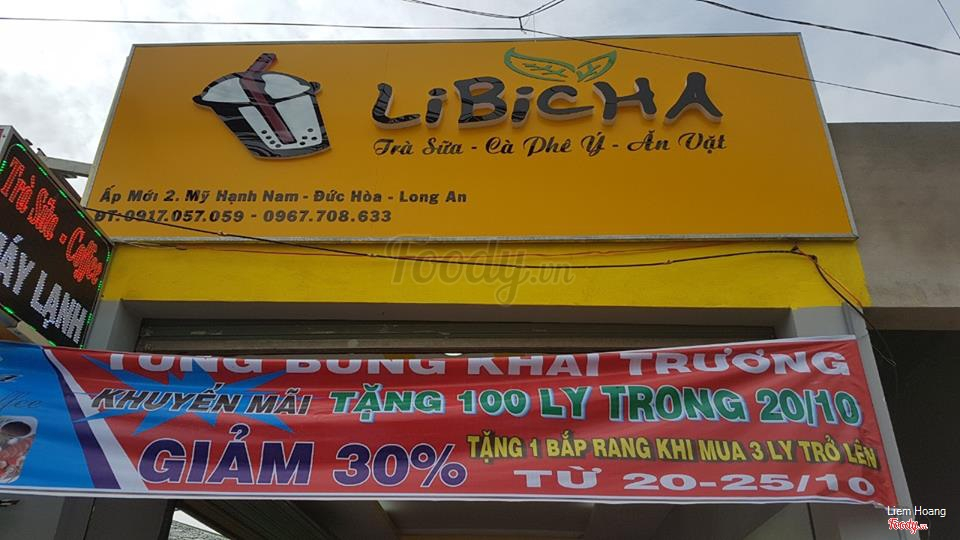 LiBiCHA
Trà Sữa - Cà Phê Ý - Ăn Vặt
Ấp Mới 2. Mỹ Hạnh Nam - Đức Hòa - Long An
ĐT: 0917.057.059 - 0967.708.633
Trà Sữa - Coffee
MÁY LẠNH
Foody.vn
TƯNG BỪNG KHAI TRƯƠNG
KHUYẾN MÃI TẶNG 100 LY TRONG 20/10
GIẢM 30%
TẶNG 1 BẮP RANG KHI MUA 3 LY TRỞ LÊN
TỪ 20-25/10
Liem Hoang
Foody.vn